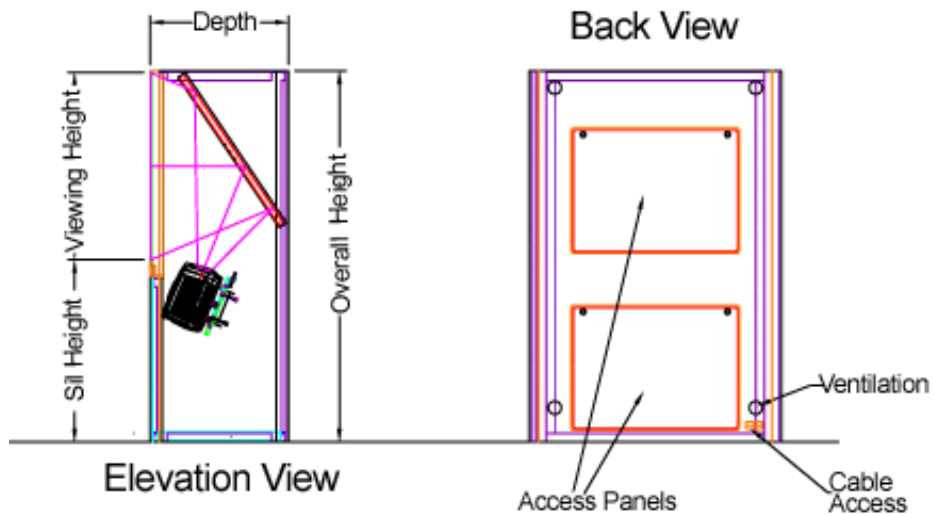 Depth
Back View
Viewing Height
Sil Height
Overall Height
Ventilation
Elevation View
Access Panels
Cable
Access